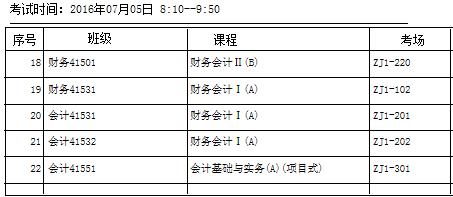 考试时间：2016年07月05日 8:10--9:50
序号 班级 课程 考场
18 财务41501 财务会计Ⅱ(B) ZJ1-220
19 财务41531 财务会计Ⅰ(A) ZJ1-102
20 会计41531 财务会计Ⅰ(A) ZJ1-201
21 会计41532 财务会计Ⅰ(A) ZJ1-202
22 会计41551 会计基础与实务(A)(项目式) ZJ1-301